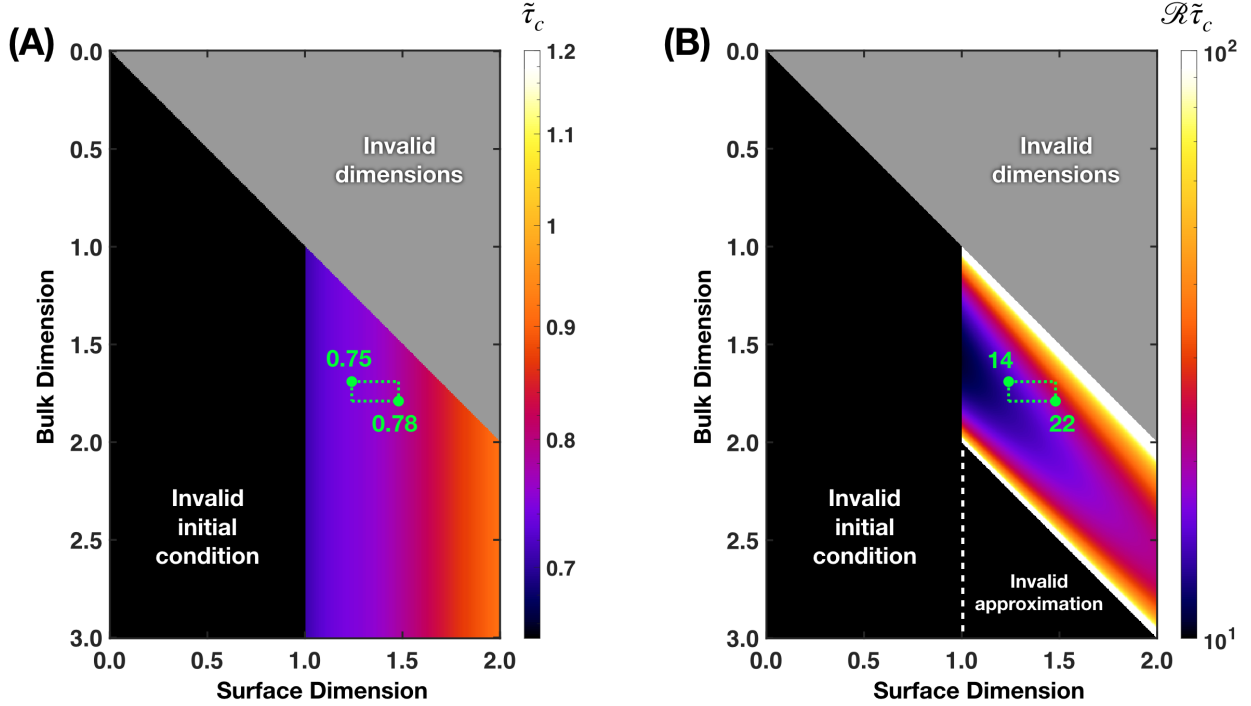 (A)
τ̃c
0.0
0.5
1.0
1.5
2.0
2.5
3.0
Bulk Dimension
Invalid
dimensions
0.75
0.78
Invalid
initial
condition
0.0
0.5
1.0
1.5
2.0
Surface Dimension
1.2
1.1
1
0.9
0.8
0.7
(B)
ℛτ̃c
0.0
0.5
1.0
1.5
2.0
2.5
3.0
Bulk Dimension
Invalid
dimensions
14
22
Invalid
initial
condition
Invalid
approximation
0.0
0.5
1.0
1.5
2.0
Surface Dimension
10²
10¹